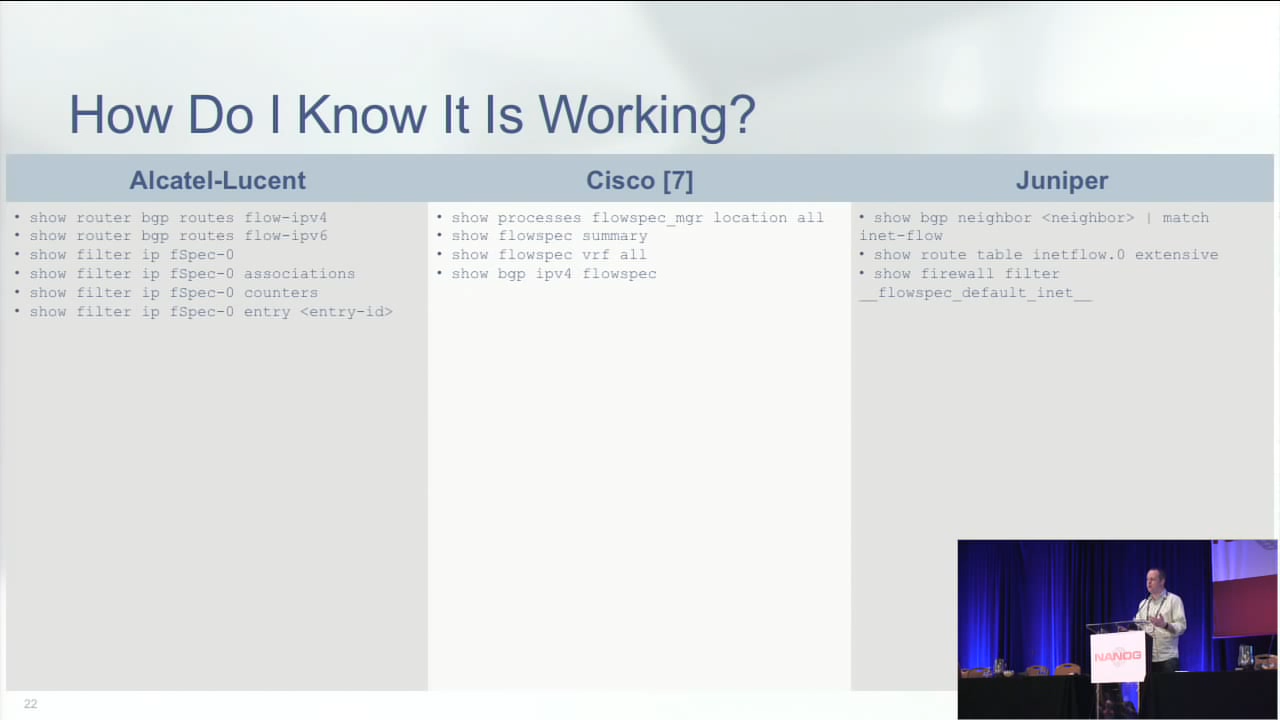 How Do I Know It Is Working?
Alcatel-Lucent
• show router bgp routes flow-ipv4
• show router bgp routes flow-ipv6
• show filter ip fSpec-0
• show filter ip fSpec-0 associations
• show filter ip fSpec-0 counters
• show filter ip fSpec-0 entry <entry-id>
Cisco [7]
• show processes flowspec_mgr location all
• show flowspec summary
• show flowspec vrf all
• show bgp ipv4 flowspec
Juniper
• show bgp neighbor <neighbor> | match
inet-flow
• show route table inetflow.0 extensive
• show firewall filter
__flowspec_default_inet__
22
NANOG